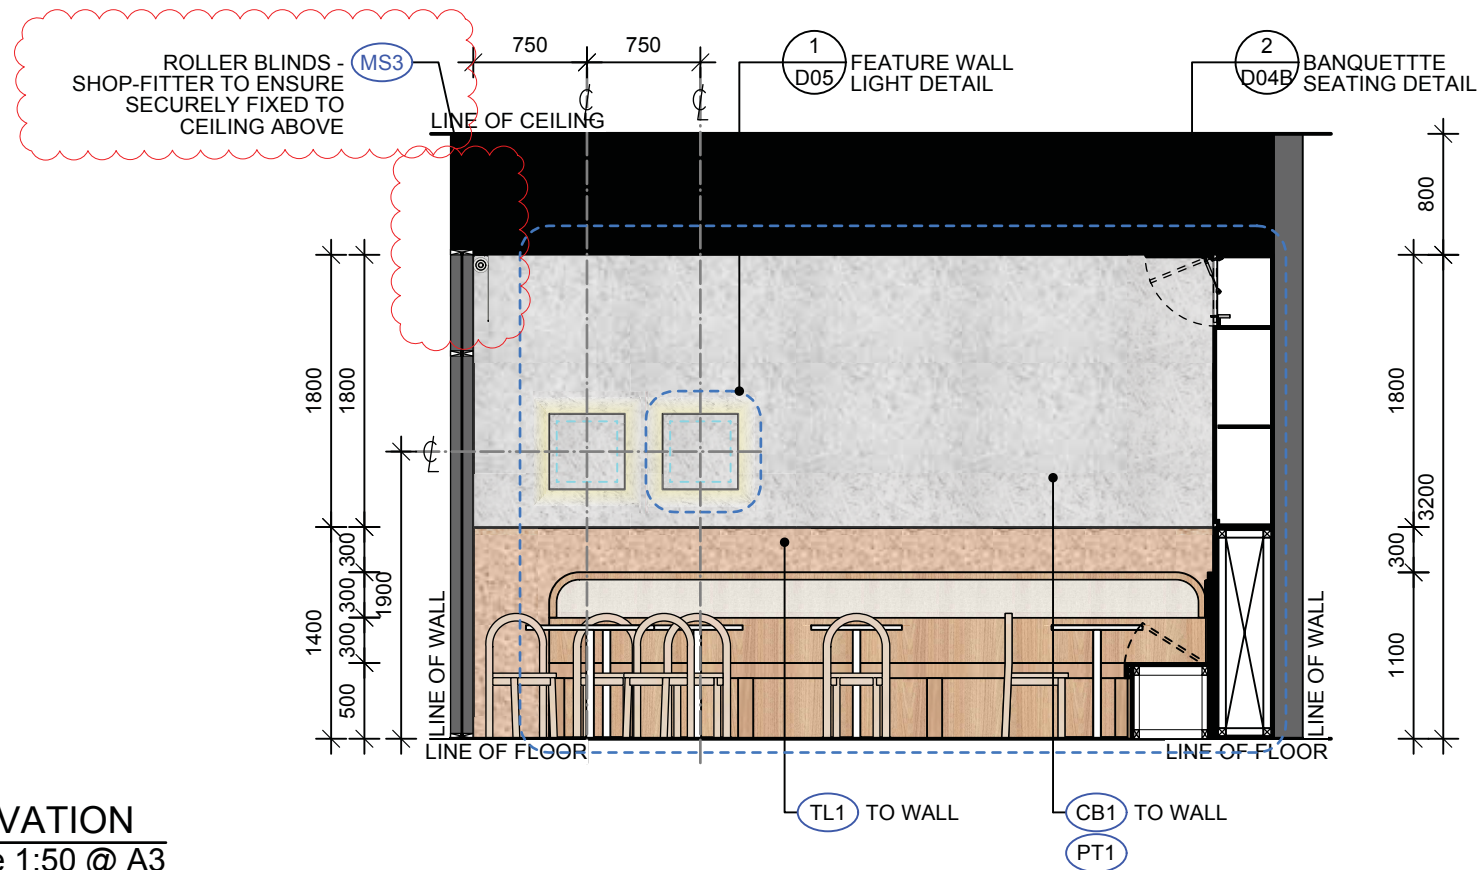 750
750
1
D05
FEATURE WALL
LIGHT DETAIL
2
D04B
BANQUETTTE
SEATING DETAIL
ROLLER BLINDS -
SHOP-FITTER TO ENSURE
SECURELY FIXED TO
CEILING ABOVE
MS3
LINE OF CEILING
800
1800
1800
1800
3200
300
300
300
300
1900
1400
500
1100
LINE OF WALL
LINE OF WALL
LINE OF FLOOR
LINE OF FLOOR
TL1 TO WALL
CB1 TO WALL
PT1
VATION
e 1:50 @ A3